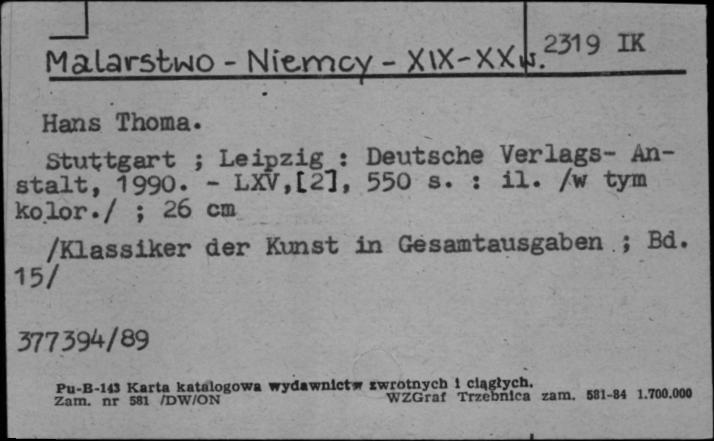 Malarstwo - Niemcy - XIX-XX w. 2319 IK
Hans Thoma.
Stuttgart ; Leipzig : Deutsche Verlags- An-
stalt, 1990. - LXV,[2], 550 s. : il. /w tym
kolor./ ; 26 cm
/Klassiker der Kunst in Gesamtausgaben ; Bd.
15/
377394/89
Pu-B-143 Karta katalogowa wydawnictw zwrotnych i ciągłych.
Zam. nr 581 /DW/ON WZGraf Trzebnica zam. 581-84 1.700.000